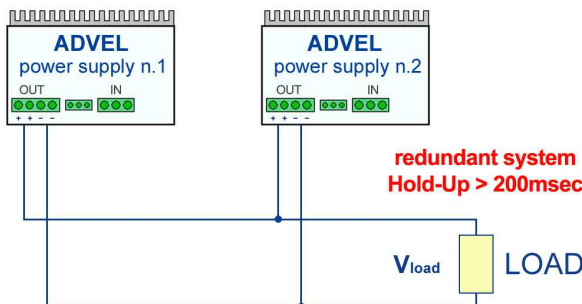 ADVEL
power supply n.1
OUT IN
+ + − −
ADVEL
power supply n.2
OUT IN
+ + − −
redundant system
Hold-Up > 200msec
Vload LOAD